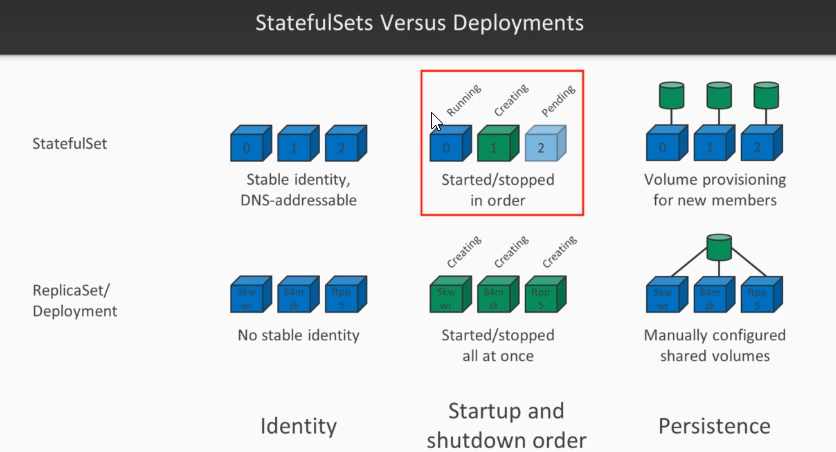 StatefulSets Versus Deployments
Running
Creating
Pending
StatefulSet
0
1
2
0
1
2
0
1
2
Stable identity,
DNS-addressable
Started/stopped
in order
Volume provisioning
for new members
Creating
Creating
Creating
ReplicaSet/
Deployment
5kw
wr
84m
zk
ftpp
5
5kw
wr
84m
zk
ftpp
5
5kw
wr
84m
zk
ftpp
5
No stable identity
Started/stopped
all at once
Manually configured
shared volumes
Identity
Startup and
shutdown order
Persistence